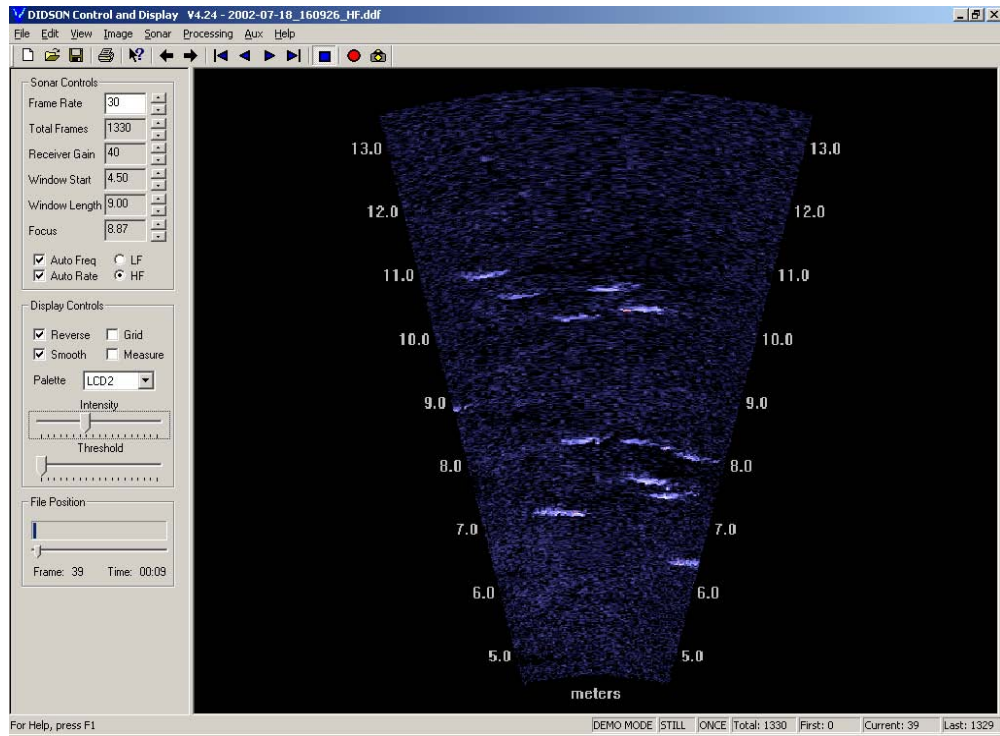 DIDSON Control and Display V4.24 - 2002-07-18_160926_HF.ddf
File Edit View Image Sonar Processing Aux Help
Sonar Controls
Frame Rate 30
Total Frames 1330
Receiver Gain 40
Window Start 4.50
Window Length 9.00
Focus 8.87
Auto Freq LF
Auto Rate HF
Display Controls
Reverse Grid
Smooth Measure
Palette LCD2
Intensity
Threshold
File Position
Frame: 39 Time: 00:09
13.0 13.0
12.0 12.0
11.0 11.0
10.0 10.0
9.0 9.0
8.0 8.0
7.0 7.0
6.0 6.0
5.0 5.0
meters
For Help, press F1
DEMO MODE STILL ONCE Total: 1330 First: 0 Current: 39 Last: 1329